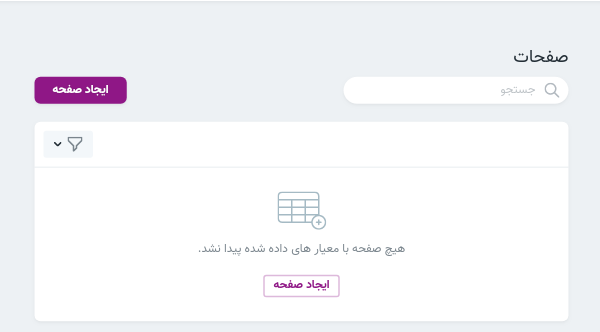 صفحات
جستجو
ایجاد صفحه
هیچ صفحه با معیار های داده شده پیدا نشد.
ایجاد صفحه